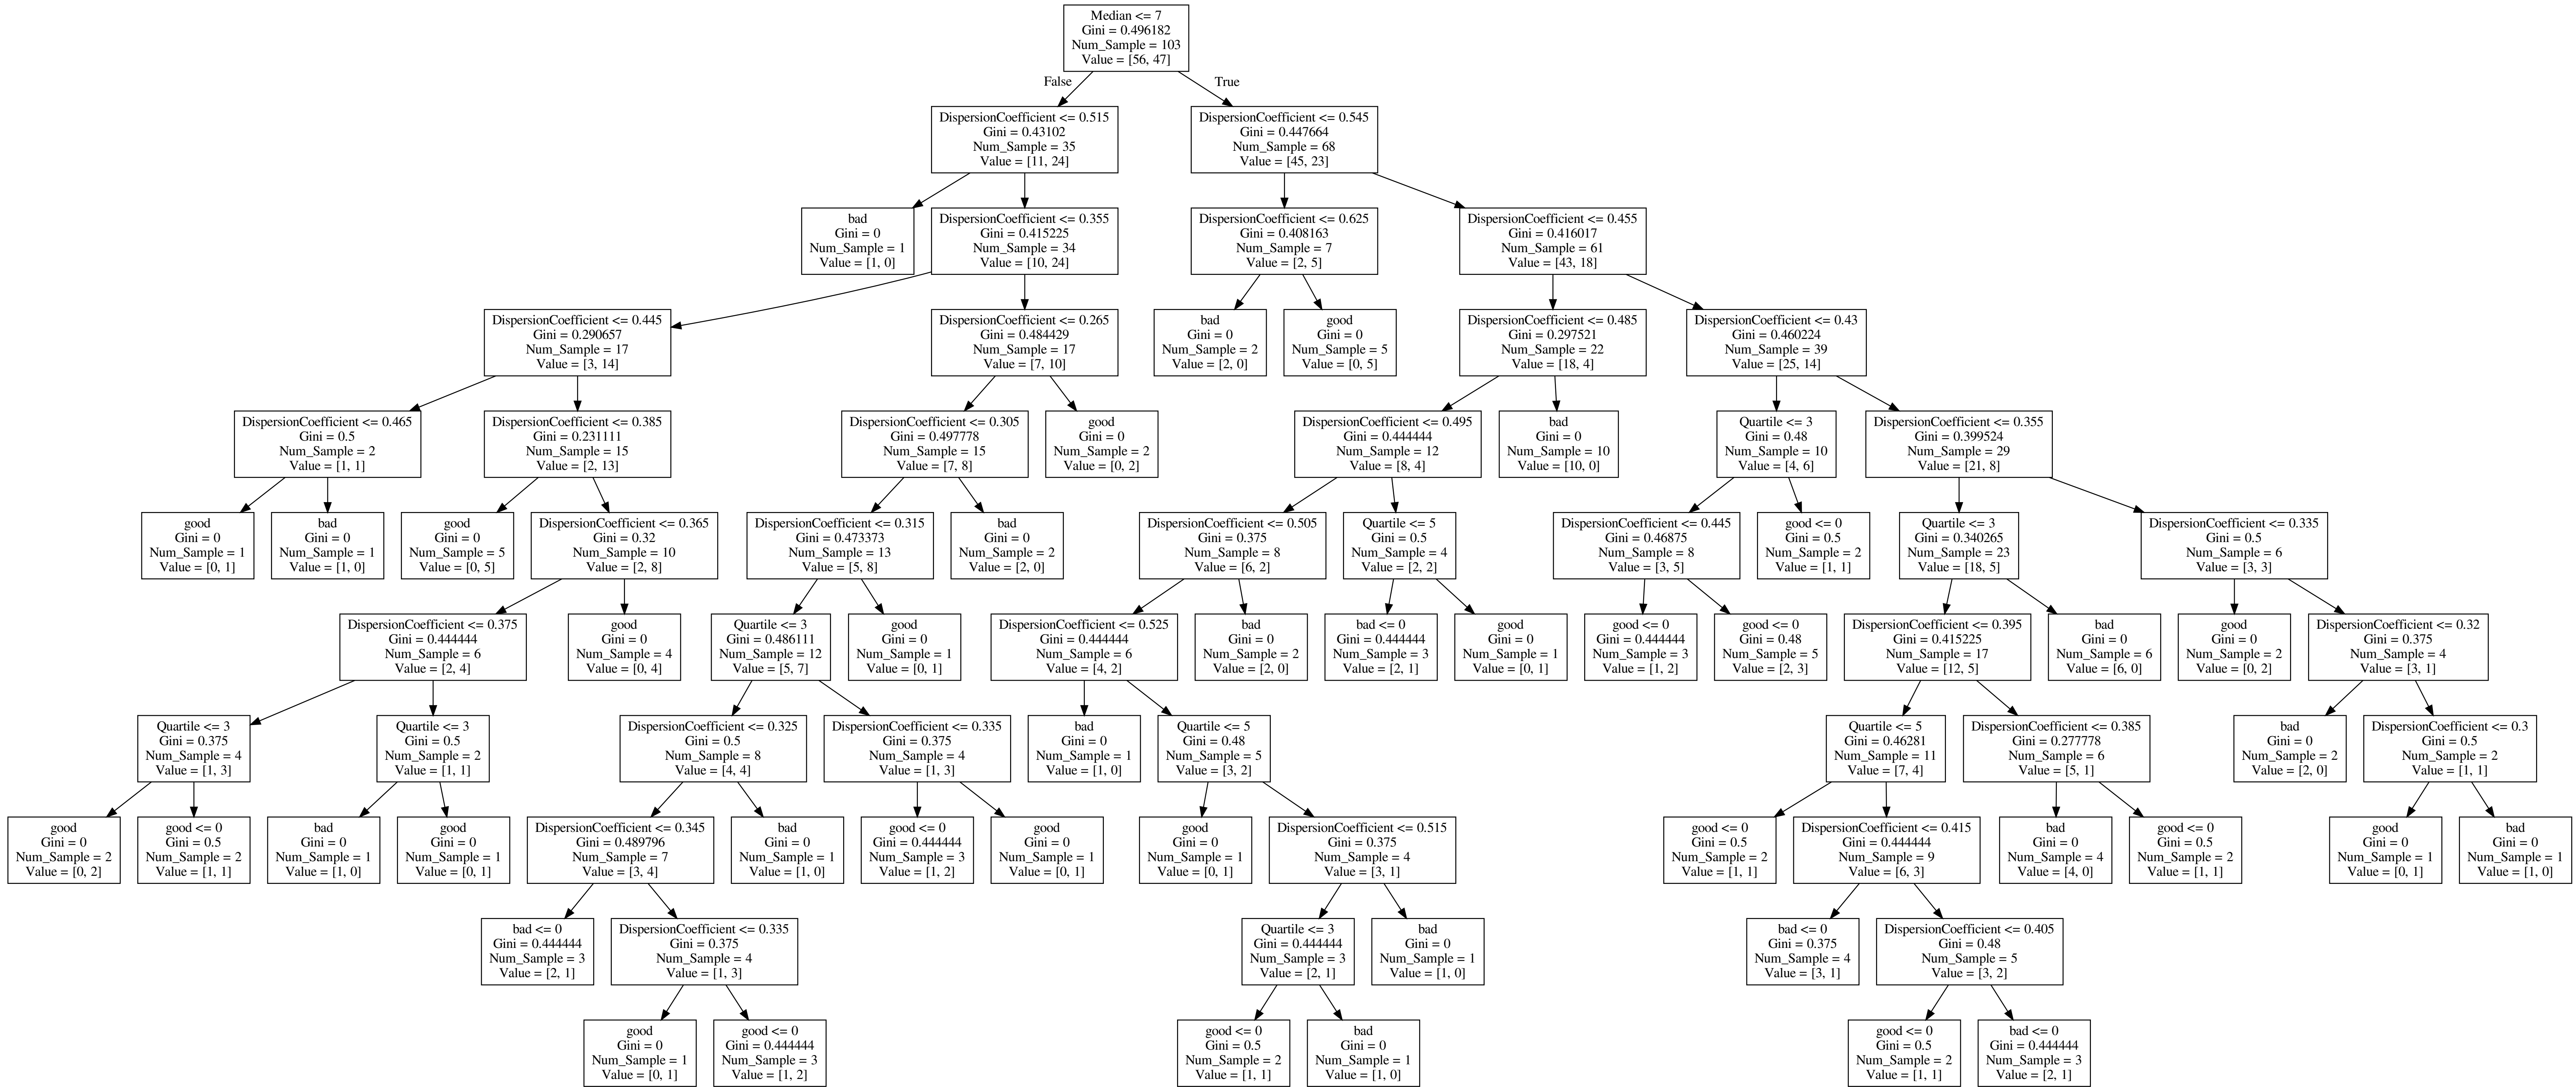 Median <= 7
Gini = 0.496182
Num_Sample = 103
Value = [56, 47]
False
True
DispersionCoefficient <= 0.515
Gini = 0.43102
Num_Sample = 35
Value = [11, 24]
DispersionCoefficient <= 0.545
Gini = 0.447664
Num_Sample = 68
Value = [45, 23]
bad
Gini = 0
Num_Sample = 1
Value = [1, 0]
DispersionCoefficient <= 0.355
Gini = 0.415225
Num_Sample = 34
Value = [10, 24]
DispersionCoefficient <= 0.625
Gini = 0.408163
Num_Sample = 7
Value = [2, 5]
DispersionCoefficient <= 0.455
Gini = 0.416017
Num_Sample = 61
Value = [43, 18]
DispersionCoefficient <= 0.445
Gini = 0.290657
Num_Sample = 17
Value = [3, 14]
DispersionCoefficient <= 0.265
Gini = 0.484429
Num_Sample = 17
Value = [7, 10]
bad
Gini = 0
Num_Sample = 2
Value = [2, 0]
good
Gini = 0
Num_Sample = 5
Value = [0, 5]
DispersionCoefficient <= 0.485
Gini = 0.297521
Num_Sample = 22
Value = [18, 4]
DispersionCoefficient <= 0.43
Gini = 0.460224
Num_Sample = 39
Value = [25, 14]
DispersionCoefficient <= 0.465
Gini = 0.5
Num_Sample = 2
Value = [1, 1]
DispersionCoefficient <= 0.385
Gini = 0.231111
Num_Sample = 15
Value = [2, 13]
DispersionCoefficient <= 0.305
Gini = 0.497778
Num_Sample = 15
Value = [7, 8]
good
Gini = 0
Num_Sample = 2
Value = [0, 2]
DispersionCoefficient <= 0.495
Gini = 0.444444
Num_Sample = 12
Value = [8, 4]
bad
Gini = 0
Num_Sample = 10
Value = [10, 0]
Quartile <= 3
Gini = 0.48
Num_Sample = 10
Value = [4, 6]
DispersionCoefficient <= 0.355
Gini = 0.399524
Num_Sample = 29
Value = [21, 8]
good
Gini = 0
Num_Sample = 1
Value = [0, 1]
bad
Gini = 0
Num_Sample = 1
Value = [1, 0]
good
Gini = 0
Num_Sample = 5
Value = [0, 5]
DispersionCoefficient <= 0.365
Gini = 0.32
Num_Sample = 10
Value = [2, 8]
DispersionCoefficient <= 0.315
Gini = 0.473373
Num_Sample = 13
Value = [5, 8]
bad
Gini = 0
Num_Sample = 2
Value = [2, 0]
DispersionCoefficient <= 0.505
Gini = 0.375
Num_Sample = 8
Value = [6, 2]
Quartile <= 5
Gini = 0.5
Num_Sample = 4
Value = [2, 2]
DispersionCoefficient <= 0.445
Gini = 0.46875
Num_Sample = 8
Value = [3, 5]
good <= 0
Gini = 0.5
Num_Sample = 2
Value = [1, 1]
Quartile <= 3
Gini = 0.340265
Num_Sample = 23
Value = [18, 5]
DispersionCoefficient <= 0.335
Gini = 0.5
Num_Sample = 6
Value = [3, 3]
DispersionCoefficient <= 0.375
Gini = 0.444444
Num_Sample = 6
Value = [2, 4]
good
Gini = 0
Num_Sample = 4
Value = [0, 4]
Quartile <= 3
Gini = 0.486111
Num_Sample = 12
Value = [5, 7]
good
Gini = 0
Num_Sample = 1
Value = [0, 1]
DispersionCoefficient <= 0.525
Gini = 0.444444
Num_Sample = 6
Value = [4, 2]
bad
Gini = 0
Num_Sample = 2
Value = [2, 0]
bad <= 0
Gini = 0.444444
Num_Sample = 3
Value = [2, 1]
good
Gini = 0
Num_Sample = 1
Value = [0, 1]
good <= 0
Gini = 0.444444
Num_Sample = 3
Value = [1, 2]
good <= 0
Gini = 0.48
Num_Sample = 5
Value = [2, 3]
DispersionCoefficient <= 0.395
Gini = 0.415225
Num_Sample = 17
Value = [12, 5]
bad
Gini = 0
Num_Sample = 6
Value = [6, 0]
good
Gini = 0
Num_Sample = 2
Value = [0, 2]
DispersionCoefficient <= 0.32
Gini = 0.375
Num_Sample = 4
Value = [3, 1]
Quartile <= 3
Gini = 0.375
Num_Sample = 4
Value = [1, 3]
Quartile <= 3
Gini = 0.5
Num_Sample = 2
Value = [1, 1]
DispersionCoefficient <= 0.325
Gini = 0.5
Num_Sample = 8
Value = [4, 4]
DispersionCoefficient <= 0.335
Gini = 0.375
Num_Sample = 4
Value = [1, 3]
bad
Gini = 0
Num_Sample = 1
Value = [1, 0]
Quartile <= 5
Gini = 0.48
Num_Sample = 5
Value = [3, 2]
Quartile <= 5
Gini = 0.46281
Num_Sample = 11
Value = [7, 4]
DispersionCoefficient <= 0.385
Gini = 0.277778
Num_Sample = 6
Value = [5, 1]
bad
Gini = 0
Num_Sample = 2
Value = [2, 0]
DispersionCoefficient <= 0.3
Gini = 0.5
Num_Sample = 2
Value = [1, 1]
good
Gini = 0
Num_Sample = 2
Value = [0, 2]
good <= 0
Gini = 0.5
Num_Sample = 2
Value = [1, 1]
bad
Gini = 0
Num_Sample = 1
Value = [1, 0]
good
Gini = 0
Num_Sample = 1
Value = [0, 1]
DispersionCoefficient <= 0.345
Gini = 0.489796
Num_Sample = 7
Value = [3, 4]
bad
Gini = 0
Num_Sample = 1
Value = [1, 0]
good <= 0
Gini = 0.444444
Num_Sample = 3
Value = [1, 2]
good
Gini = 0
Num_Sample = 1
Value = [0, 1]
good
Gini = 0
Num_Sample = 1
Value = [0, 1]
DispersionCoefficient <= 0.515
Gini = 0.375
Num_Sample = 4
Value = [3, 1]
good <= 0
Gini = 0.5
Num_Sample = 2
Value = [1, 1]
DispersionCoefficient <= 0.415
Gini = 0.444444
Num_Sample = 9
Value = [6, 3]
bad
Gini = 0
Num_Sample = 4
Value = [4, 0]
good <= 0
Gini = 0.5
Num_Sample = 2
Value = [1, 1]
good
Gini = 0
Num_Sample = 1
Value = [0, 1]
bad
Gini = 0
Num_Sample = 1
Value = [1, 0]
bad <= 0
Gini = 0.444444
Num_Sample = 3
Value = [2, 1]
DispersionCoefficient <= 0.335
Gini = 0.375
Num_Sample = 4
Value = [1, 3]
Quartile <= 3
Gini = 0.444444
Num_Sample = 3
Value = [2, 1]
bad
Gini = 0
Num_Sample = 1
Value = [1, 0]
bad <= 0
Gini = 0.375
Num_Sample = 4
Value = [3, 1]
DispersionCoefficient <= 0.405
Gini = 0.48
Num_Sample = 5
Value = [3, 2]
good
Gini = 0
Num_Sample = 1
Value = [0, 1]
good <= 0
Gini = 0.444444
Num_Sample = 3
Value = [1, 2]
good <= 0
Gini = 0.5
Num_Sample = 2
Value = [1, 1]
bad
Gini = 0
Num_Sample = 1
Value = [1, 0]
good <= 0
Gini = 0.5
Num_Sample = 2
Value = [1, 1]
bad <= 0
Gini = 0.444444
Num_Sample = 3
Value = [2, 1]